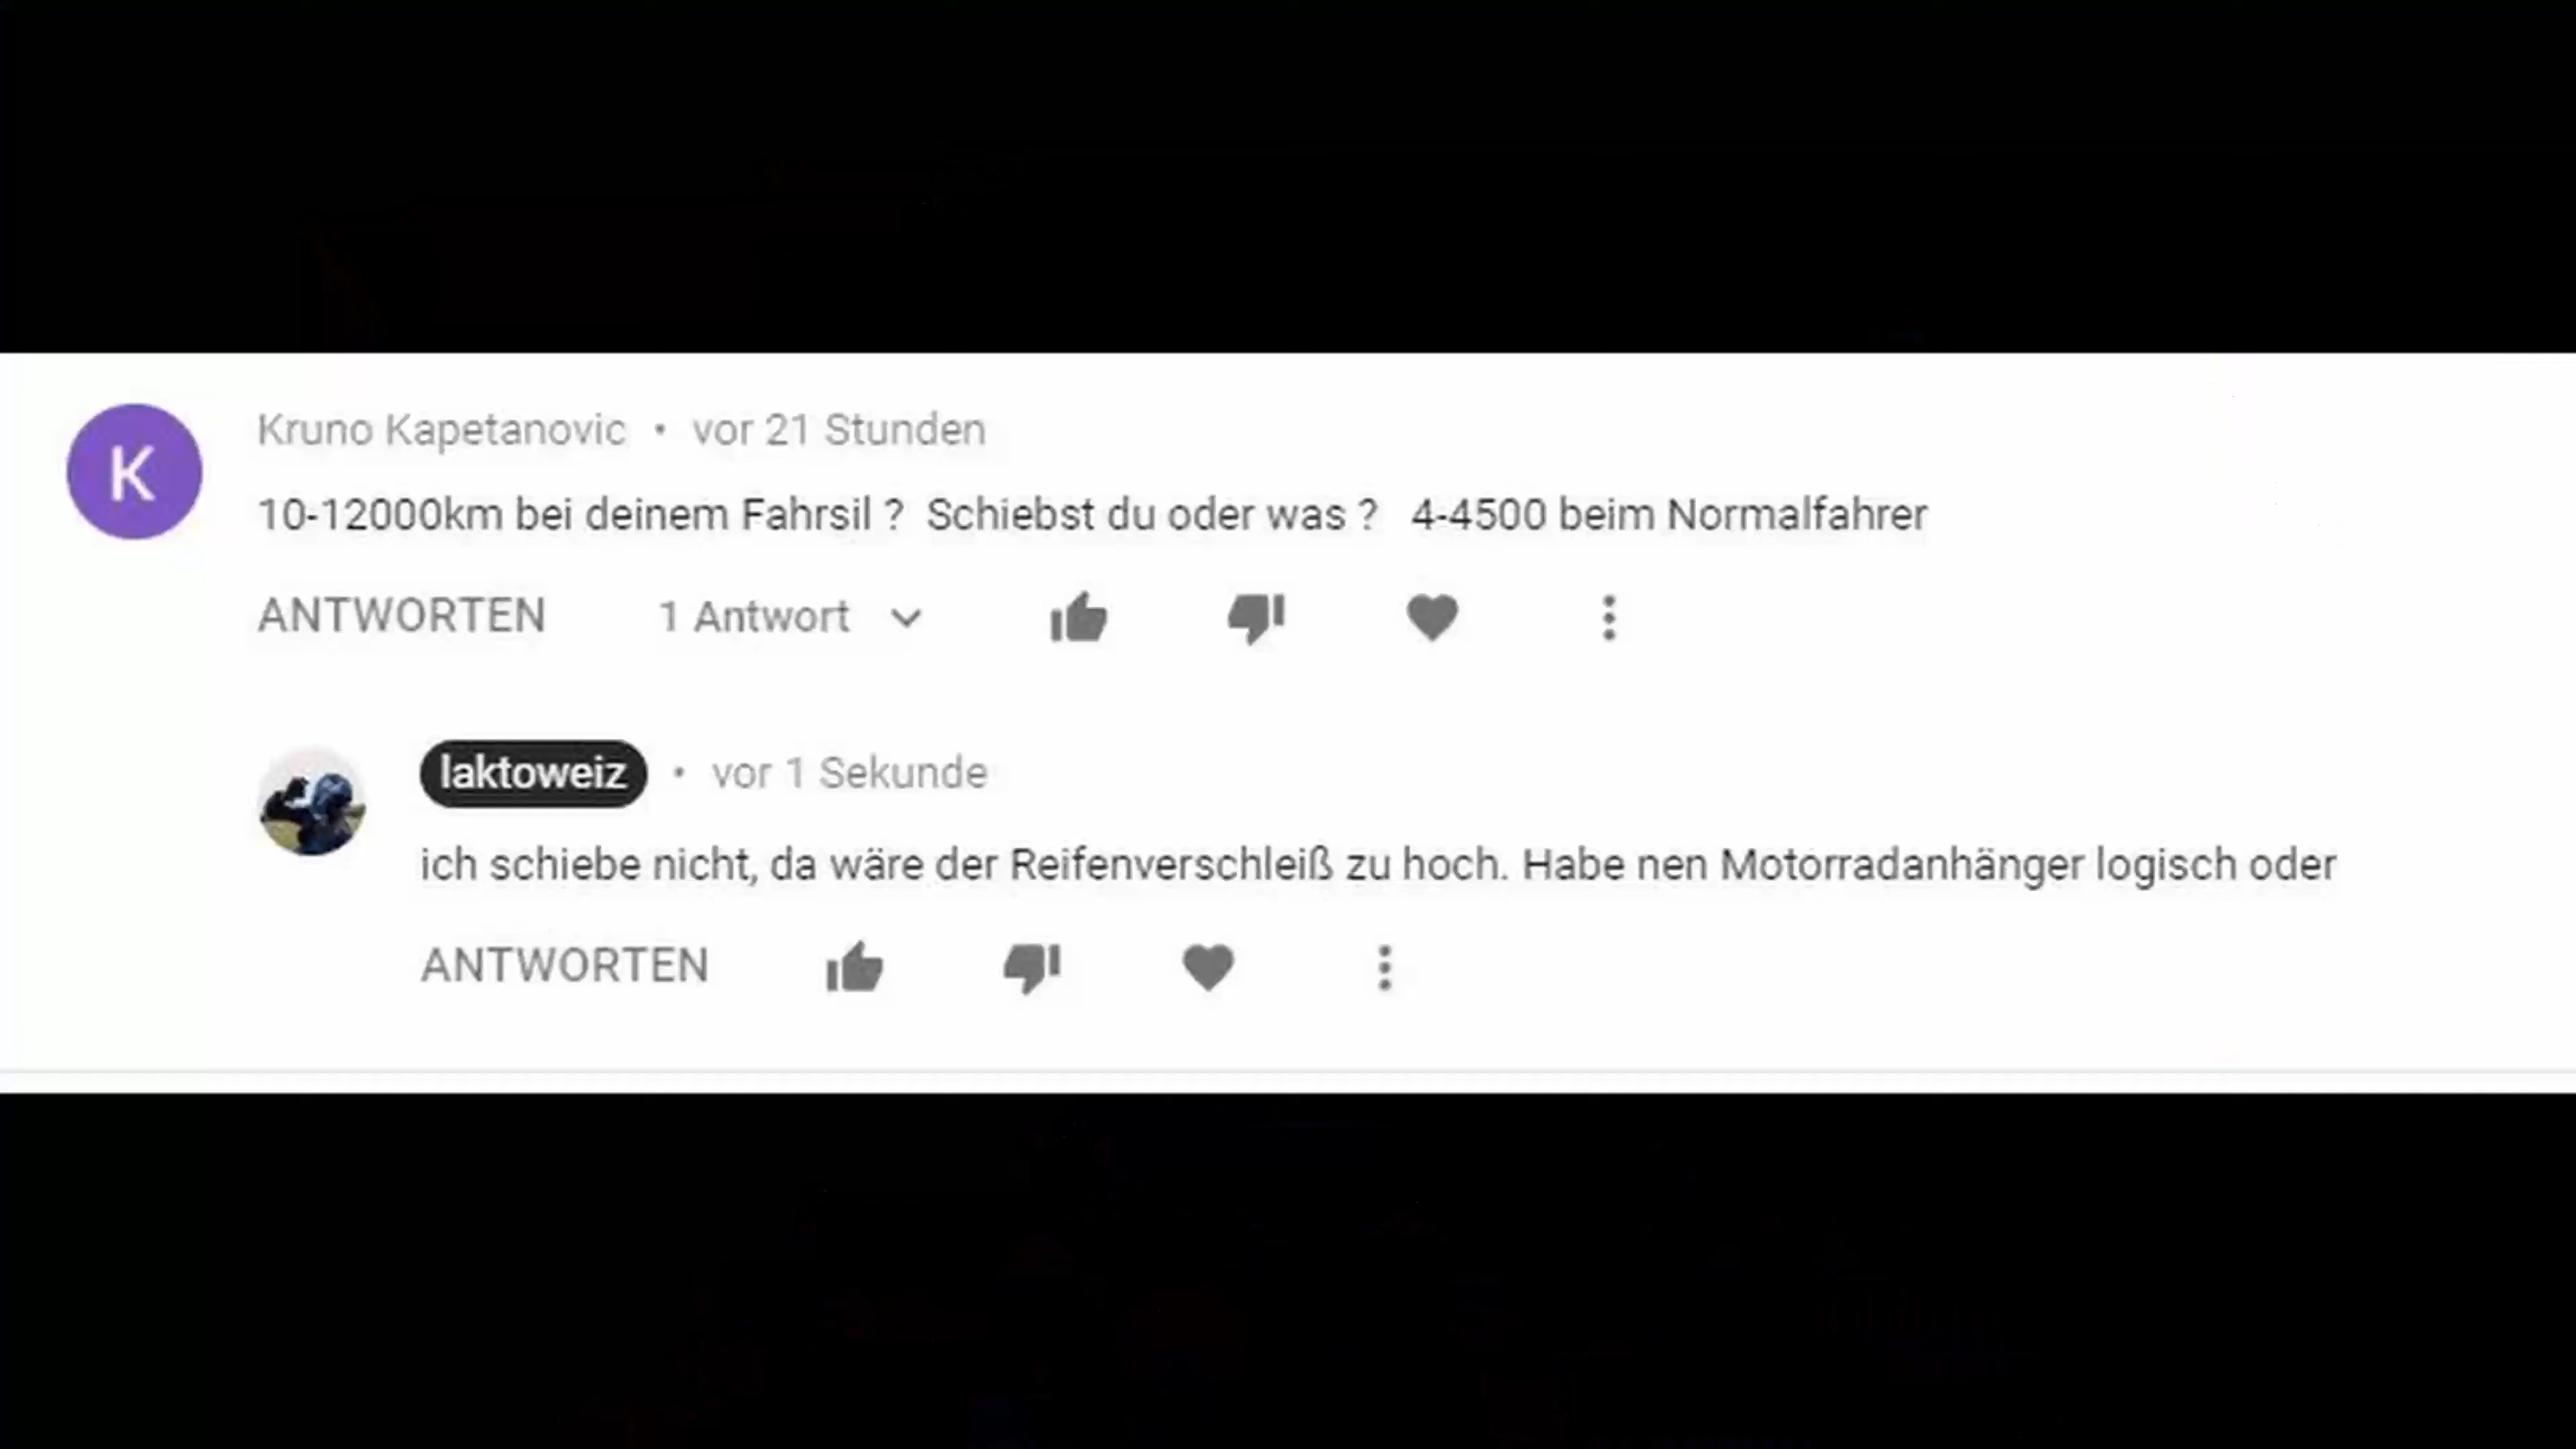 K
Kruno Kapetanovic • vor 21 Stunden
10-12000km bei deinem Fahrsil ? Schiebst du oder was ? 4-4500 beim Normalfahrer
ANTWORTEN 1 Antwort
laktoweiz • vor 1 Sekunde
ich schiebe nicht, da wäre der Reifenverschleiß zu hoch. Habe nen Motorradanhänger logisch oder
ANTWORTEN